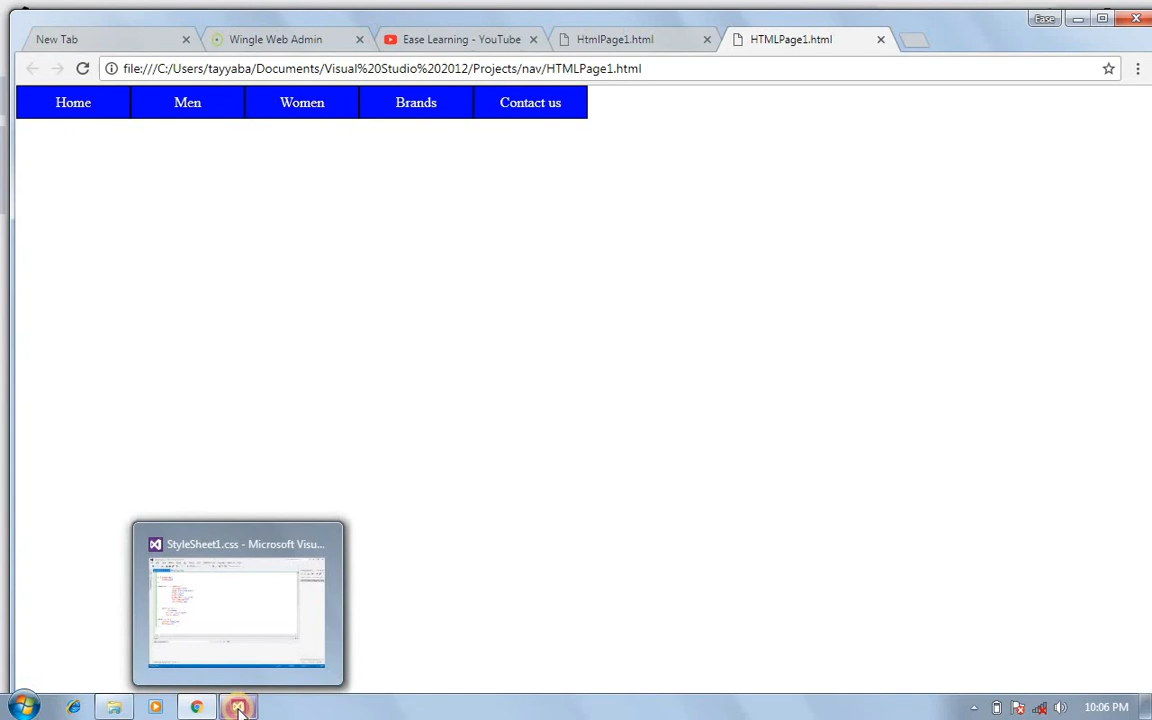 Ease
New Tab
Wingle Web Admin
Ease Learning - YouTube
HtmlPage1.html
HTMLPage1.html
file:///C:/Users/tayyaba/Documents/Visual%20Studio%202012/Projects/nav/HTMLPage1.html
Home
Men
Women
Brands
Contact us
StyleSheet1.css - Microsoft Visu...
10:06 PM